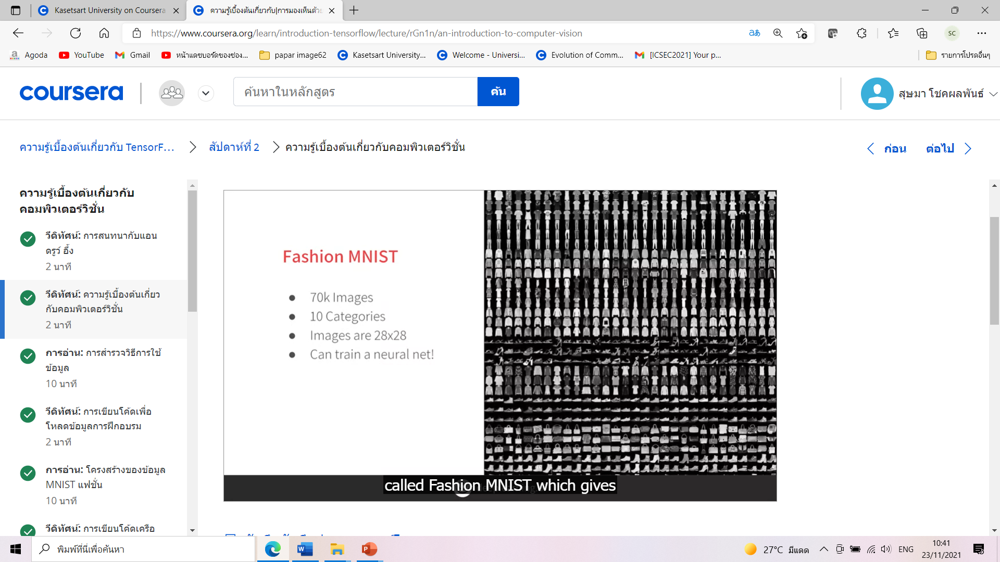 Kasetsart University on Coursera
ความรู้เบื้องต้นเกี่ยวกับ|การมองเห็นด้วย
https://www.coursera.org/learn/introduction-tensorflow/lecture/rGn1n/an-introduction-to-computer-vision
SC
Agoda
YouTube
Gmail
หน้าแดชบอร์ดของช่อง...
papar image62
Kasetsart University...
Welcome - Universi...
Evolution of Comm...
[ICSEC2021] Your p...
รายการโปรดอื่นๆ
coursera
ค้นหาในหลักสูตร
ค้น
สุษมา โชคผลพันธ์
ความรู้เบื้องต้นเกี่ยวกับ TensorF...
สัปดาห์ที่ 2
ความรู้เบื้องต้นเกี่ยวกับคอมพิวเตอร์วิชั่น
ก่อน
ต่อไป
ความรู้เบื้องต้นเกี่ยวกับ
คอมพิวเตอร์วิชั่น
วีดิทัศน์: การสนทนากับแอน
ดรูว์ อึ้ง
2 นาที
วีดิทัศน์: ความรู้เบื้องต้นเกี่ยว
กับคอมพิวเตอร์วิชั่น
2 นาที
การอ่าน: การสำรวจวิธีการใช้
ข้อมูล
10 นาที
วีดิทัศน์: การเขียนโค้ดเพื่อ
โหลดข้อมูลการฝึกอบรม
2 นาที
การอ่าน: โครงสร้างของข้อมูล
MNIST แฟชั่น
10 นาที
วีดิทัศน์: การเขียนโค้ดเครือ
Fashion MNIST
● 70k Images
● 10 Categories
● Images are 28x28
● Can train a neural net!
called Fashion MNIST which gives
พิมพ์ที่นี่เพื่อค้นหา
27°C มีแดด
ENG
10:41
23/11/2021